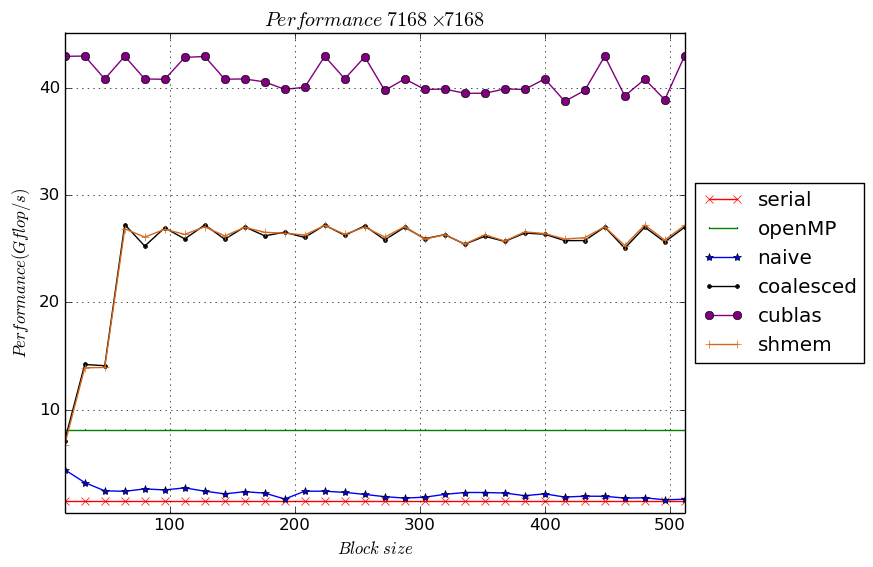 Performance 7168 ×7168
Performance(Gflop/s)
40
30
20
10
100 200 300 400 500
Block size
serial
openMP
naive
coalesced
cublas
shmem